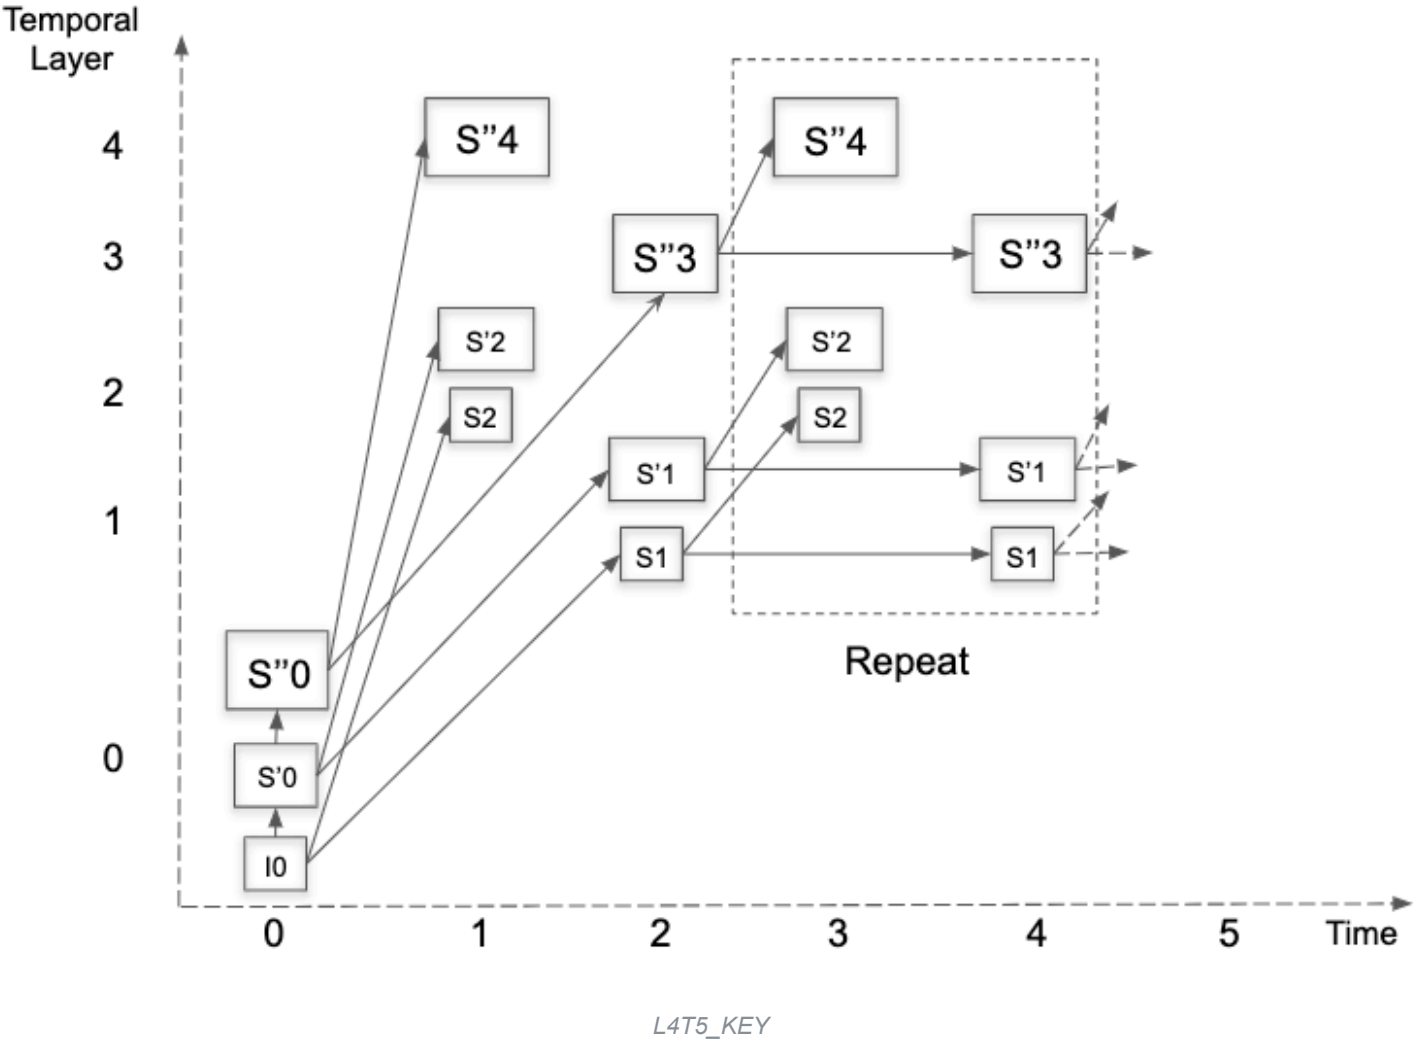 Temporal
Layer
4
S”4
S”4
3
S”3
S”3
S’2
S’2
2
S2
S2
S’1
S’1
1
S1
S1
Repeat
S”0
0
S’0
I0
0 1 2 3 4 5 Time
L4T5_KEY